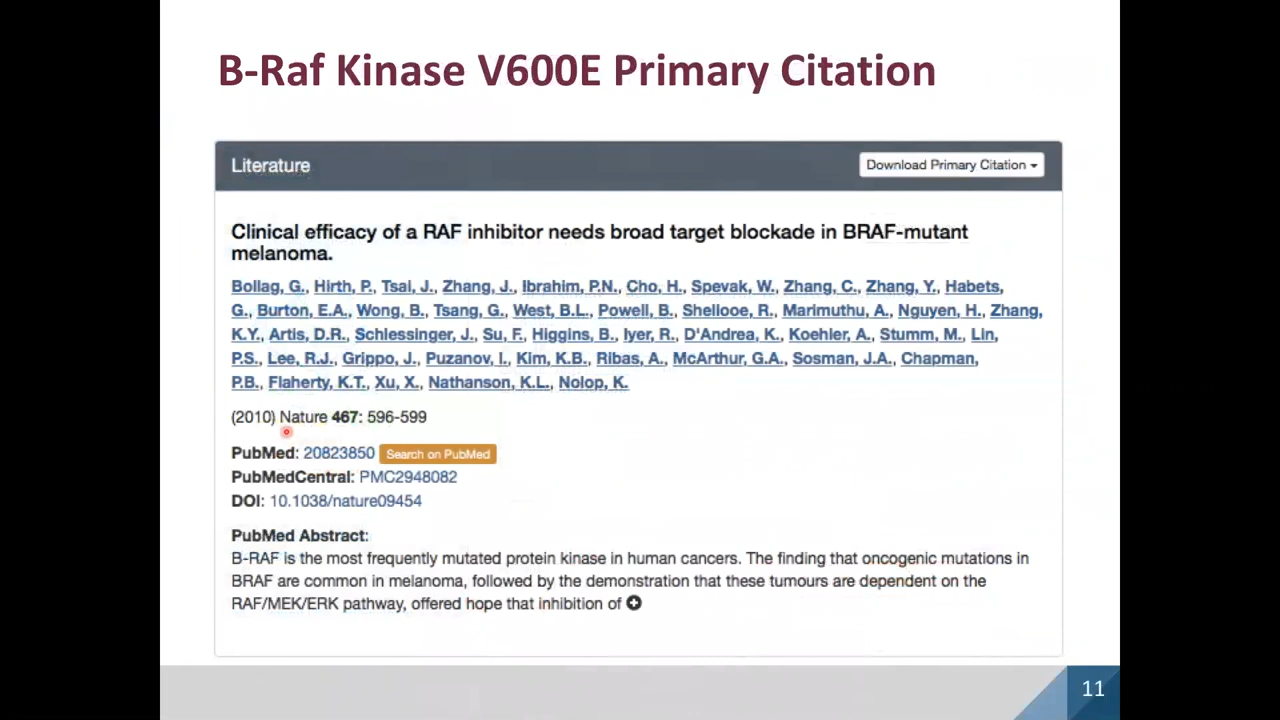 B-Raf Kinase V600E Primary Citation
Literature
Download Primary Citation
Clinical efficacy of a RAF inhibitor needs broad target blockade in BRAF-mutant
melanoma.
Bollag, G., Hirth, P., Tsai, J., Zhang, J., Ibrahim, P.N., Cho, H., Spevak, W., Zhang, C., Zhang, Y., Habets,
G., Burton, E.A., Wong, B., Tsang, G., West, B.L., Powell, B., Shellooe, R., Marimuthu, A., Nguyen, H., Zhang,
K.Y., Artis, D.R., Schlessinger, J., Su, F., Higgins, B., Iyer, R., D'Andrea, K., Koehler, A., Stumm, M., Lin,
P.S., Lee, R.J., Grippo, J., Puzanov, I., Kim, K.B., Ribas, A., McArthur, G.A., Sosman, J.A., Chapman,
P.B., Flaherty, K.T., Xu, X., Nathanson, K.L., Nolop, K.
(2010) Nature 467: 596-599
PubMed: 20823850 Search on PubMed
PubMedCentral: PMC2948082
DOI: 10.1038/nature09454
PubMed Abstract:
B-RAF is the most frequently mutated protein kinase in human cancers. The finding that oncogenic mutations in
BRAF are common in melanoma, followed by the demonstration that these tumours are dependent on the
RAF/MEK/ERK pathway, offered hope that inhibition of
11